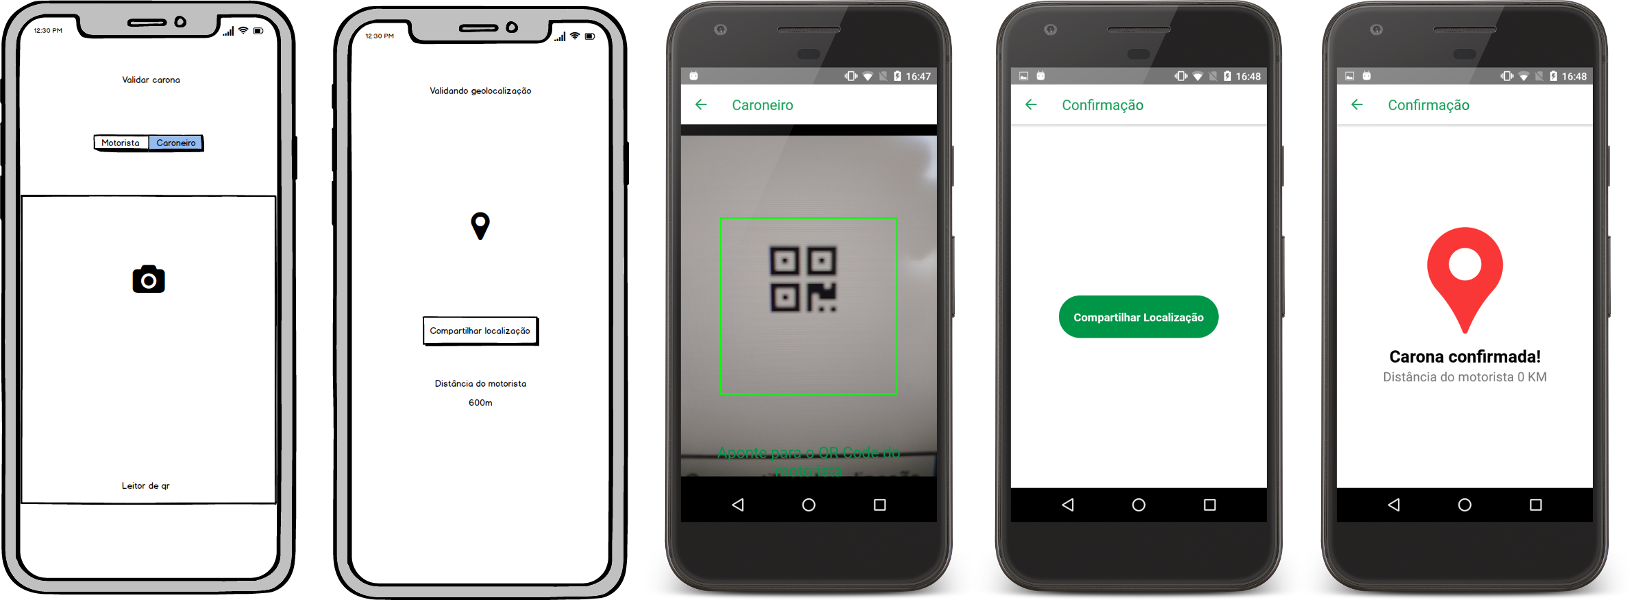 12:30 PM
Validar carona
Motorista
Caroneiro
Leitor de qr
12:30 PM
Validando geolocalização
Compartilhar localização
Distância do motorista
600m
16:47
Caroneiro
Aponte para o QR Code do
motorista
16:48
Confirmação
Compartilhar Localização
16:48
Confirmação
Carona confirmada!
Distância do motorista 0 KM